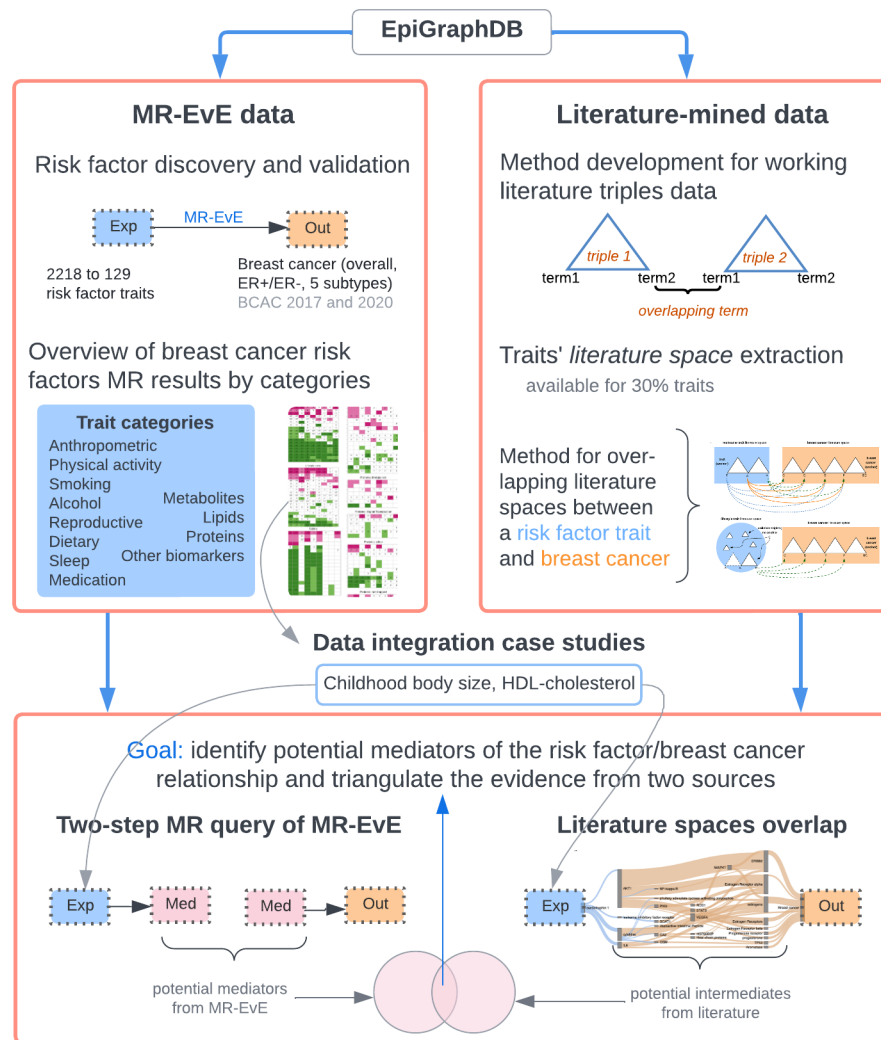 EpiGraphDB
MR-EvE data
Risk factor discovery and validation
Exp
MR-EvE
Out
2218 to 129
risk factor traits
Breast cancer (overall,
ER+/ER-, 5 subtypes)
BCAC 2017 and 2020
Overview of breast cancer risk
factors MR results by categories
Trait categories
Anthropometric
Physical activity
Smoking
Alcohol
Reproductive
Dietary
Sleep
Medication
Metabolites
Lipids
Proteins
Other biomarkers
Literature-mined data
Method development for working
literature triples data
triple 1
triple 2
term1
term2
term1
term2
overlapping term
Traits' literature space extraction
available for 30% traits
Method for over-
lapping literature
spaces between
a risk factor trait
and breast cancer
Data integration case studies
Childhood body size, HDL-cholesterol
Goal: identify potential mediators of the risk factor/breast cancer
relationship and triangulate the evidence from two sources
Two-step MR query of MR-EvE
Exp
Med
Med
Out
potential mediators
from MR-EvE
Literature spaces overlap
Exp
Out
potential intermediates
from literature